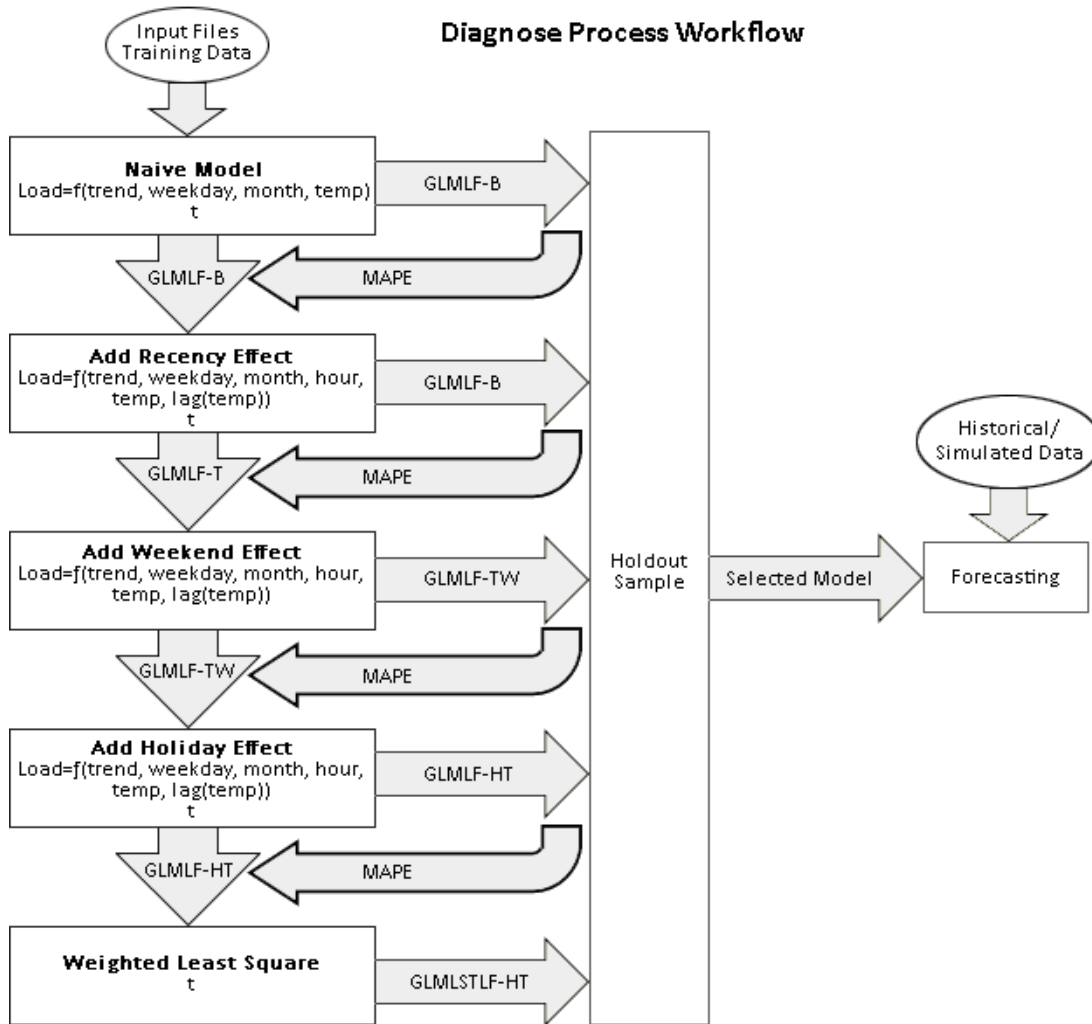 Input Files
Training Data
Diagnose Process Workflow
Naive Model
Load=f(trend, weekday, month, temp)
t
GLMLF-B
GLMLF-B
MAPE
Add Recency Effect
Load=ƒ(trend, weekday, month, hour,
temp, lag(temp))
t
GLMLF-B
GLMLF-T
MAPE
Historical/
Simulated Data
Add Weekend Effect
Load=ƒ(trend, weekday, month, hour,
temp, lag(temp))
GLMLF-TW
Holdout
Sample
Selected Model
Forecasting
GLMLF-TW
MAPE
Add Holiday Effect
Load=ƒ(trend, weekday, month, hour,
temp, lag(temp))
t
GLMLF-HT
GLMLF-HT
MAPE
Weighted Least Square
t
GLMLSTLF-HT